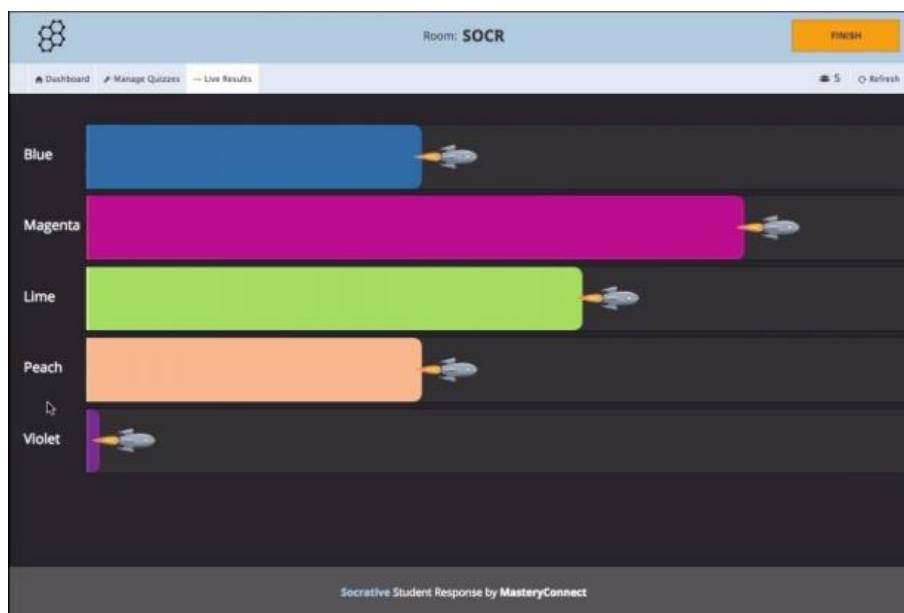 Room: SOCR
FINISH
Dashboard Manage Quizzes Live Results 5 Refresh
Blue
Magenta
Lime
Peach
Violet
Socrative Student Response by MasteryConnect